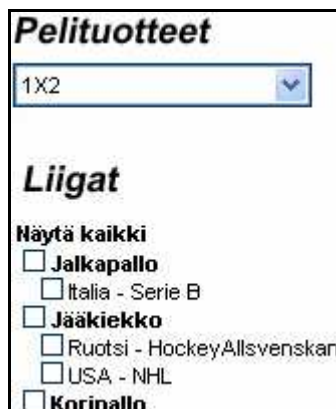 Pelituotteet
1X2
Liigat
Näytä kaikki
Jalkapallo
Italia - Serie B
Jääkiekko
Ruotsi - HockeyAllsvenskan
USA - NHL
Koripallo